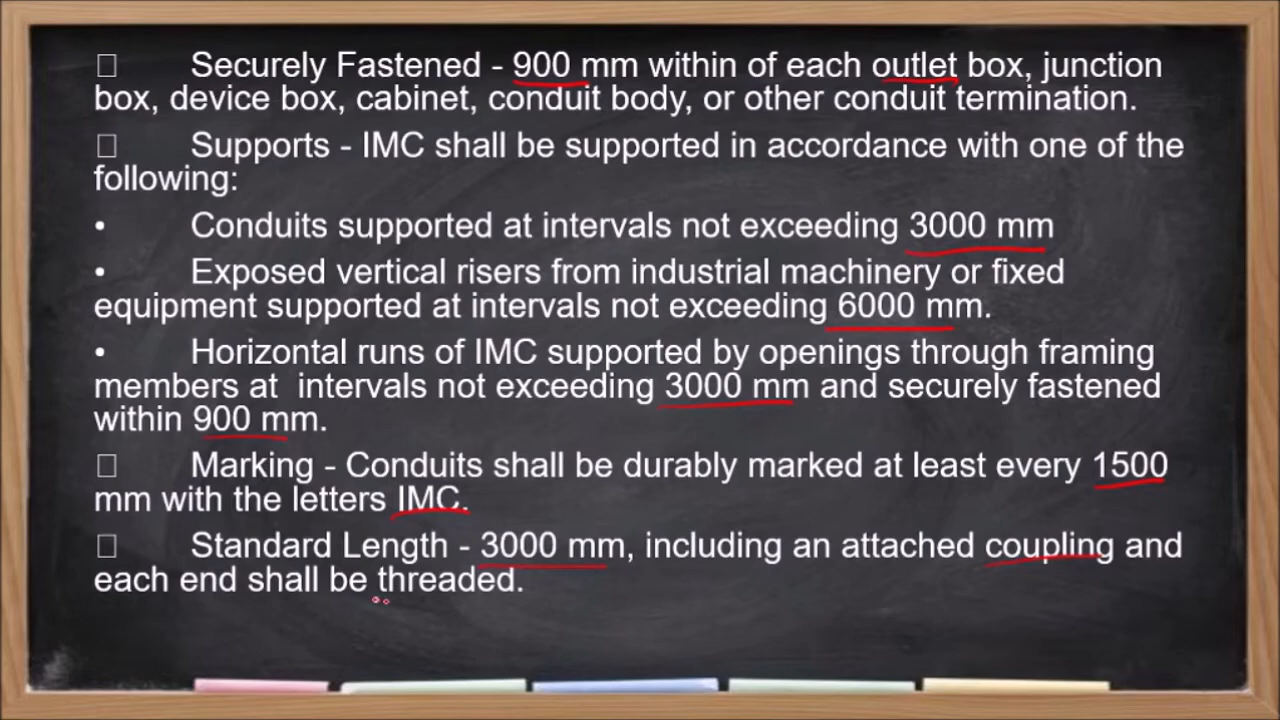 □ Securely Fastened - 900 mm within of each outlet box, junction
box, device box, cabinet, conduit body, or other conduit termination.
□ Supports - IMC shall be supported in accordance with one of the
following:
• Conduits supported at intervals not exceeding 3000 mm
• Exposed vertical risers from industrial machinery or fixed
equipment supported at intervals not exceeding 6000 mm.
• Horizontal runs of IMC supported by openings through framing
members at  intervals not exceeding 3000 mm and securely fastened
within 900 mm.
□ Marking - Conduits shall be durably marked at least every 1500
mm with the letters IMC.
□ Standard Length - 3000 mm, including an attached coupling and
each end shall be threaded.